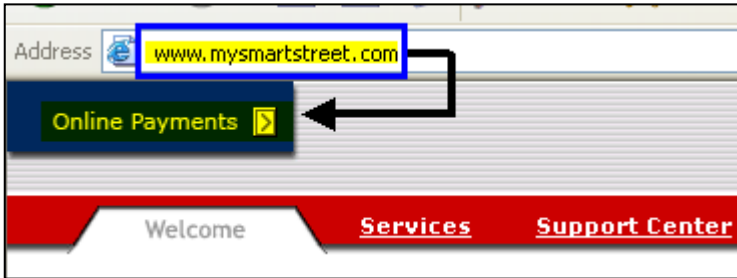 Address www.mysmartstreet.com
Online Payments
Welcome Services Support Center